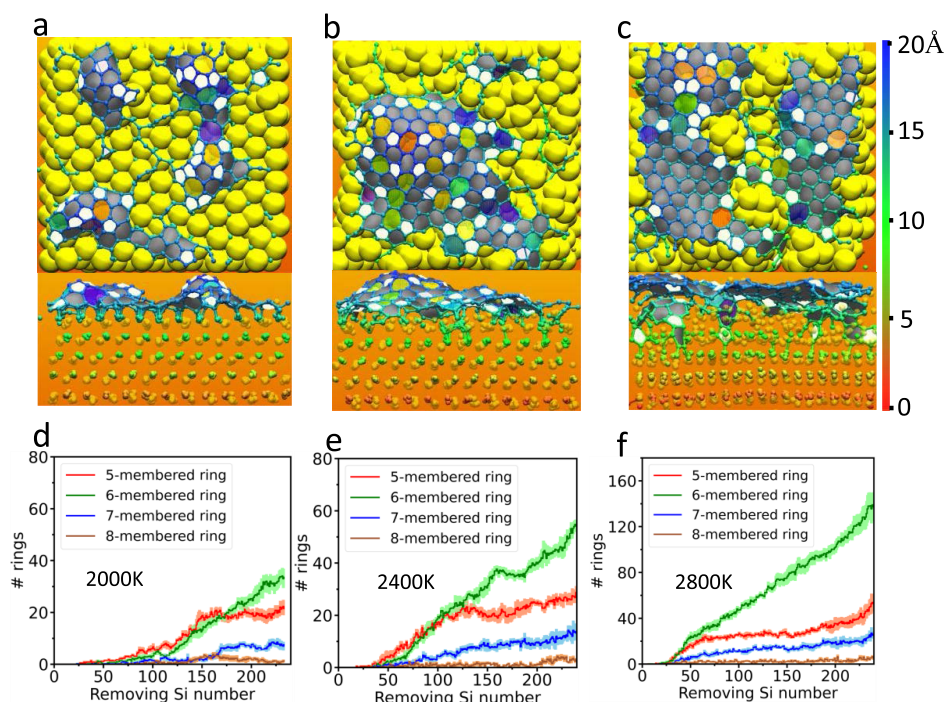 a
b
c
20Å
15
10
5
0
d
e
f
80
60
40
20
0
# rings
5-membered ring
6-membered ring
7-membered ring
8-membered ring
2000K
0
50
100
150
200
Removing Si number
80
60
40
20
0
# rings
5-membered ring
6-membered ring
7-membered ring
8-membered ring
2400K
0
50
100
150
200
Removing Si number
160
120
80
40
0
# rings
5-membered ring
6-membered ring
7-membered ring
8-membered ring
2800K
0
50
100
150
200
Removing Si number